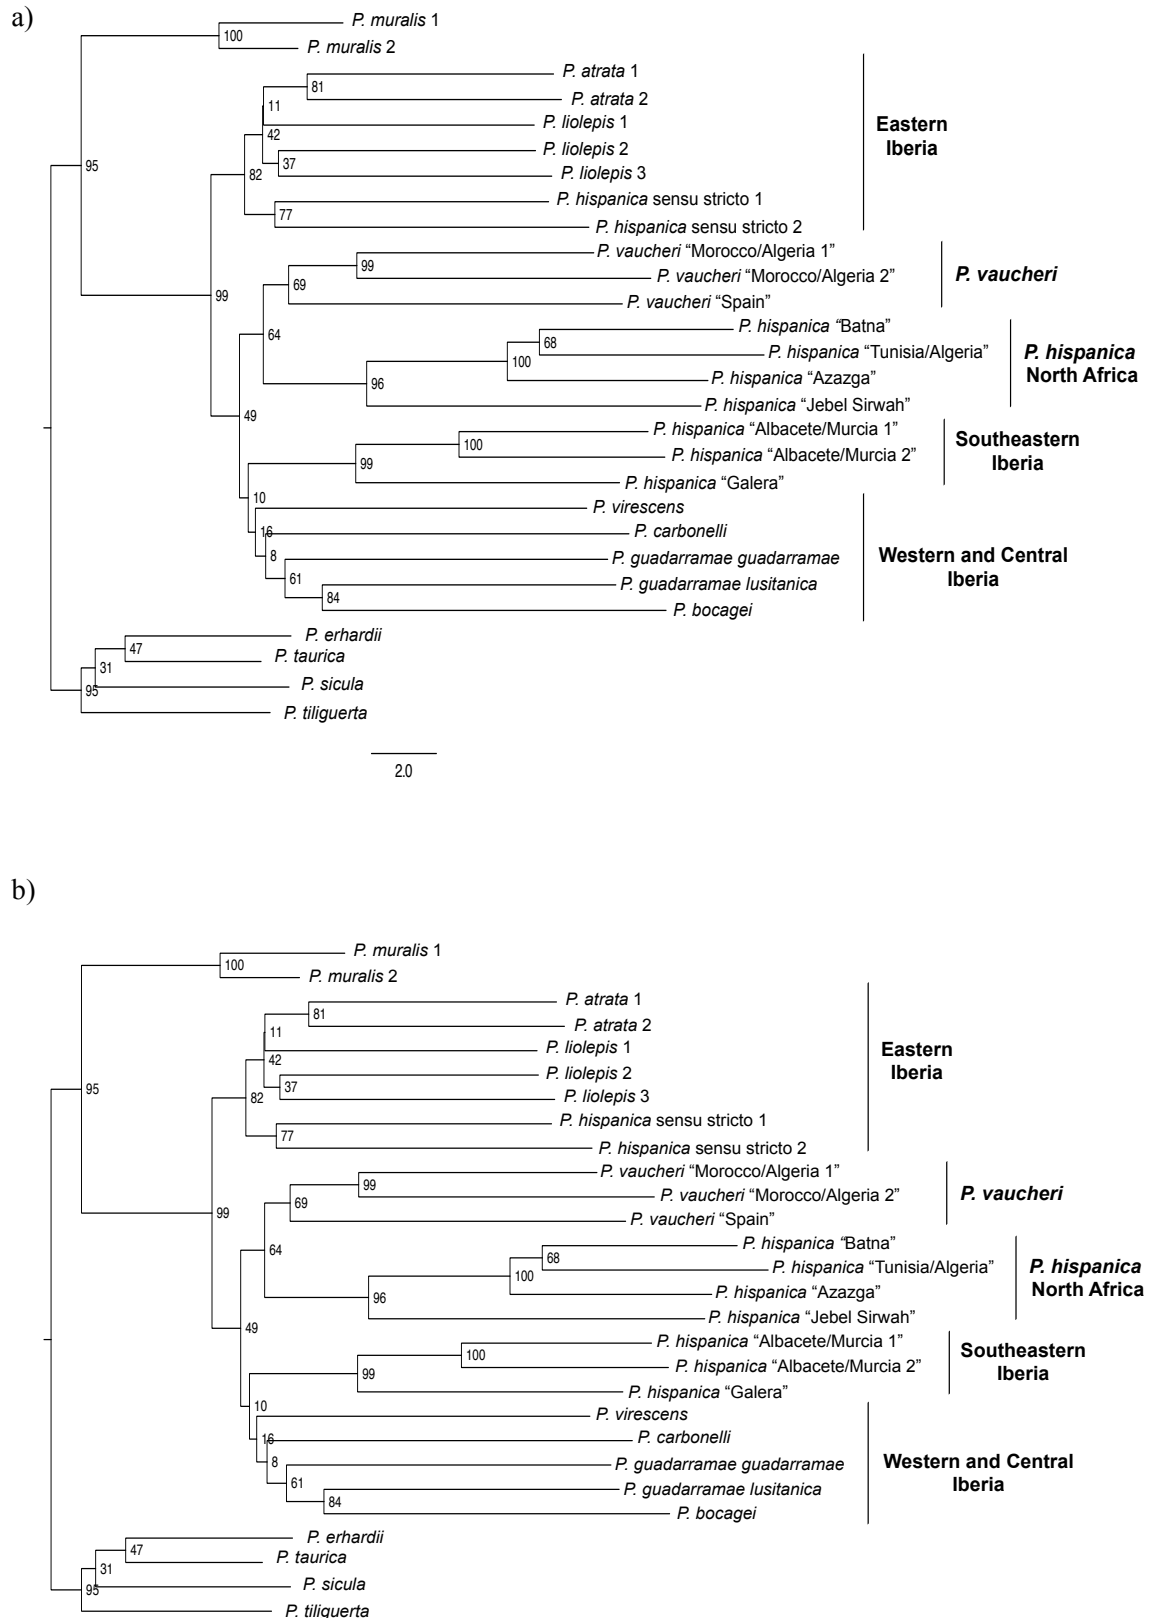 a)
P. muralis 1
100
P. muralis 2
P. atrata 1
81
P. atrata 2
11
P. liolepis 1
Eastern
Iberia
42
P. liolepis 2
37
P. liolepis 3
95
82
P. hispanica sensu stricto 1
77
P. hispanica sensu stricto 2
P. vaucheri “Morocco/Algeria 1”
99
P. vaucheri “Morocco/Algeria 2”
P. vaucheri
69
P. vaucheri “Spain”
99
P. hispanica “Batna”
64
68
P. hispanica “Tunisia/Algeria”
P. hispanica
North Africa
100
P. hispanica “Azazga”
96
P. hispanica “Jebel Sirwah”
49
P. hispanica “Albacete/Murcia 1”
100
Southeastern
Iberia
P. hispanica “Albacete/Murcia 2”
99
P. hispanica “Galera”
10
P. virescens
16
P. carbonelli
8
P. guadarramae guadarramae
Western and Central
Iberia
61
P. guadarramae lusitanica
84
P. bocagei
P. erhardii
47
P. taurica
31
P. sicula
95
P. tiliguerta
2.0
b)
P. muralis 1
100
P. muralis 2
P. atrata 1
81
P. atrata 2
11
P. liolepis 1
Eastern
Iberia
42
P. liolepis 2
37
P. liolepis 3
95
82
P. hispanica sensu stricto 1
77
P. hispanica sensu stricto 2
P. vaucheri “Morocco/Algeria 1”
99
P. vaucheri “Morocco/Algeria 2”
P. vaucheri
69
P. vaucheri “Spain”
99
P. hispanica “Batna”
64
68
P. hispanica “Tunisia/Algeria”
P. hispanica
North Africa
100
P. hispanica “Azazga”
96
P. hispanica “Jebel Sirwah”
49
P. hispanica “Albacete/Murcia 1”
100
Southeastern
Iberia
P. hispanica “Albacete/Murcia 2”
99
P. hispanica “Galera”
10
P. virescens
16
P. carbonelli
8
P. guadarramae guadarramae
Western and Central
Iberia
61
P. guadarramae lusitanica
84
P. bocagei
P. erhardii
47
P. taurica
31
P. sicula
95
P. tiliguerta